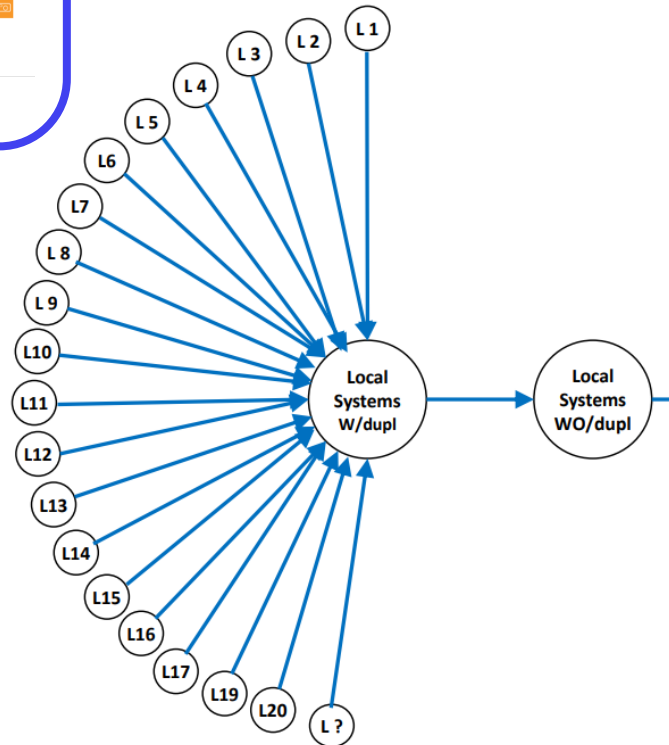 L 1
L 2
L 3
L 4
L 5
L6
L7
L 8
L 9
L10
L11
L12
L13
L14
L15
L16
L17
L19
L20
L ?
Local
Systems
W/dupl
Local
Systems
WO/dupl